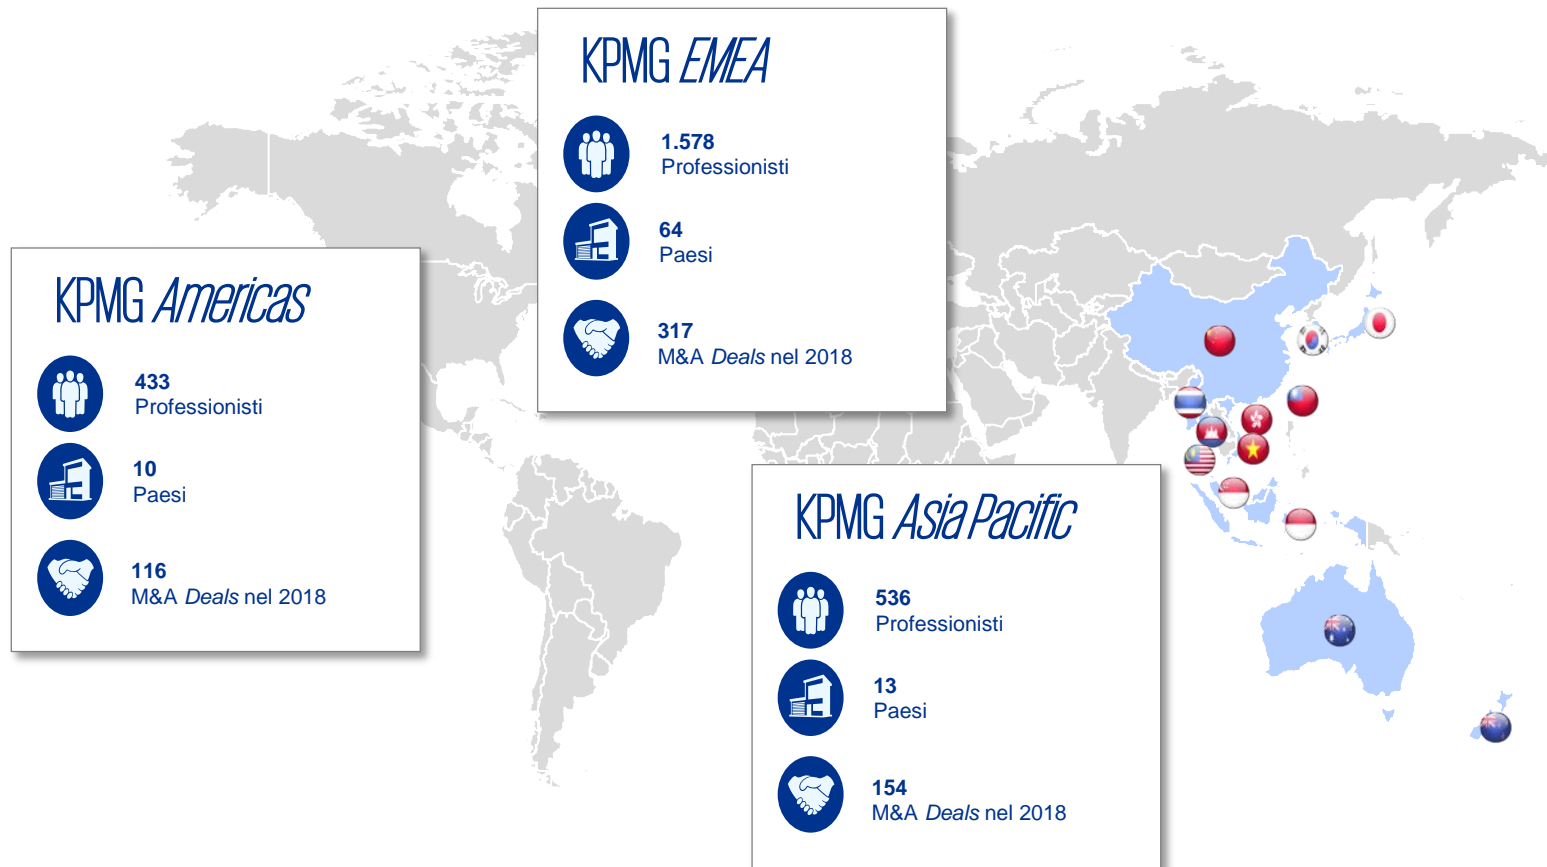 KPMG EMEA
1.578
Professionisti
64
Paesi
317
M&A Deals nel 2018
KPMG Americas
433
Professionisti
10
Paesi
116
M&A Deals nel 2018
KPMG Asia Pacific
536
Professionisti
13
Paesi
154
M&A Deals nel 2018